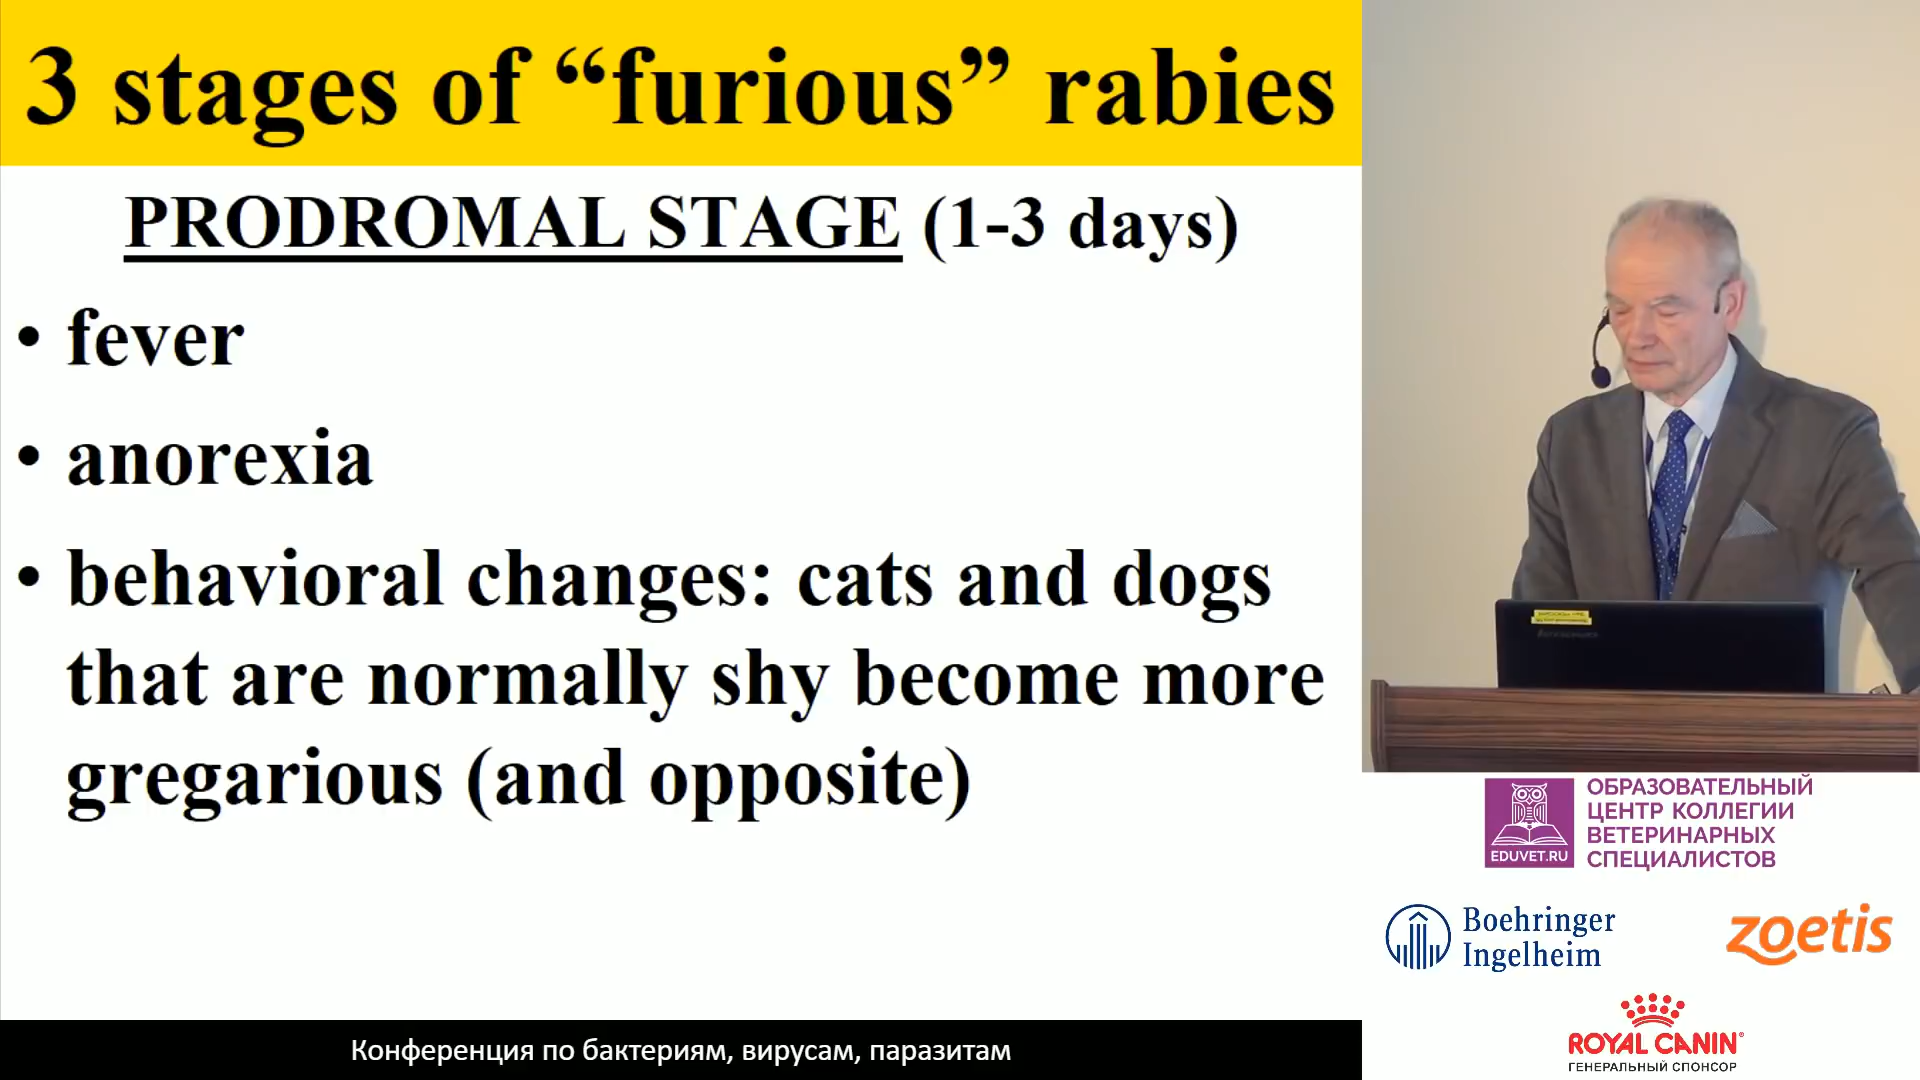 3 stages of “furious” rabies
PRODROMAL STAGE (1-3 days)
• fever
• anorexia
• behavioral changes: cats and dogs
that are normally shy become more
gregarious (and opposite)
EDUVET.RU
ОБРАЗОВАТЕЛЬНЫЙ
ЦЕНТР КОЛЛЕГИИ
ВЕТЕРИНАРНЫХ
СПЕЦИАЛИСТОВ
Boehringer
Ingelheim
zoetis
ROYAL CANIN
ГЕНЕРАЛЬНЫЙ СПОНСОР
Конференция по бактериям, вирусам, паразитам